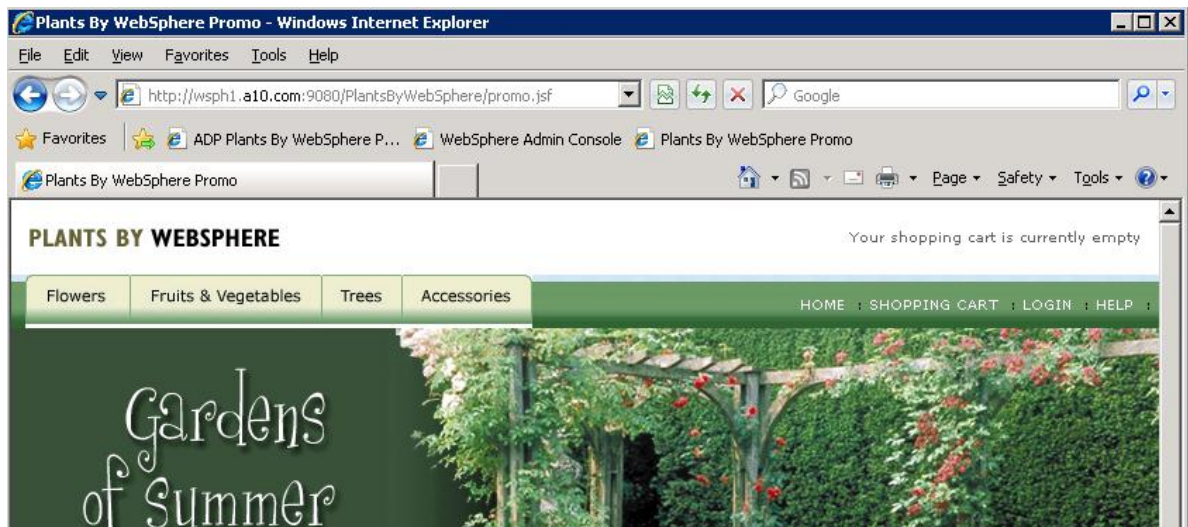 Plants By WebSphere Promo - Windows Internet Explorer
File Edit View Favorites Tools Help
http://wsph1.a10.com:9080/PlantsByWebSphere/promo.jsf Google
Favorites ADP Plants By WebSphere P... WebSphere Admin Console Plants By WebSphere Promo
Plants By WebSphere Promo Page Safety Tools
PLANTS BY WEBSPHERE Your shopping cart is currently empty
Flowers Fruits & Vegetables Trees Accessories
HOME : SHOPPING CART : LOGIN : HELP :
Gardens
of Summer